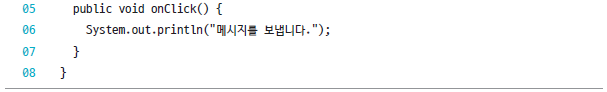 05 public void onClick() {
06 System.out.println("메시지를 보냅니다.");
07 }
08 }